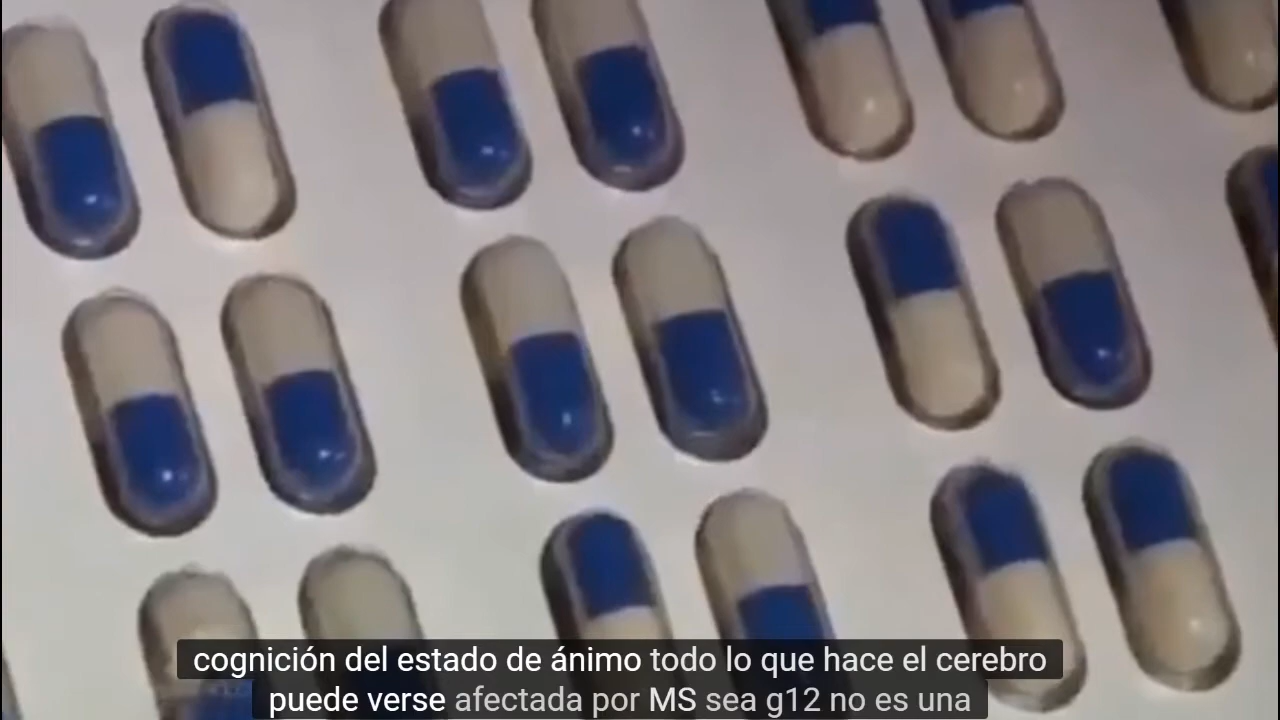 cognición del estado de ánimo todo lo que hace el cerebro
puede verse afectada por MS sea g12 no es una